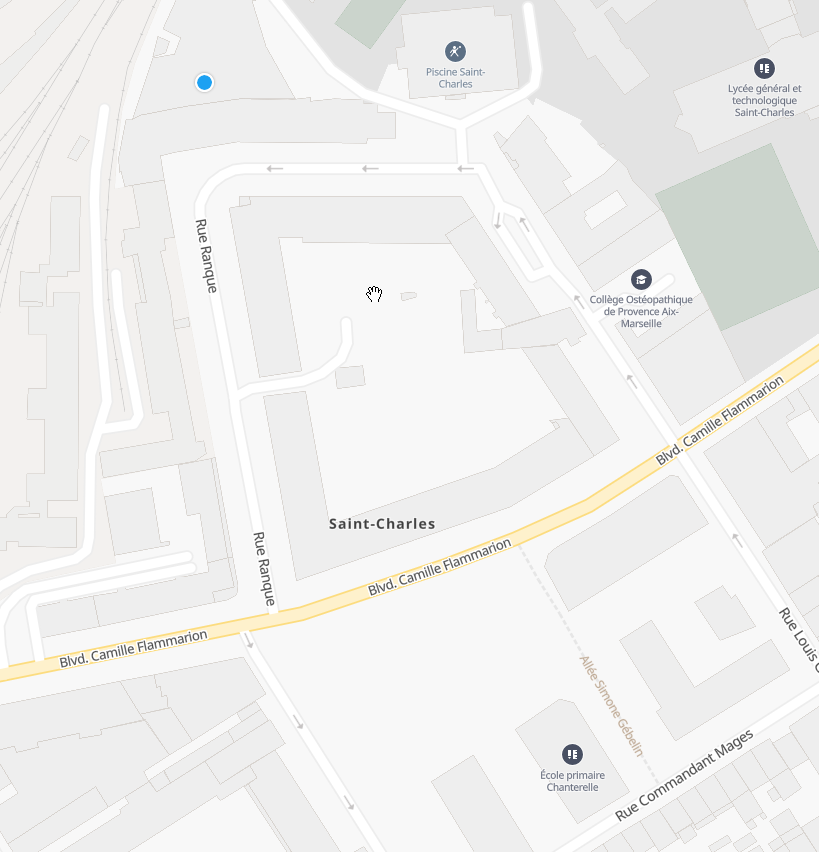 Piscine Saint-
Charles
Lycée général et
technologique
Saint-Charles
Rue Ranque
Collège Ostéopathique
de Provence Aix-
Marseille
Blvd. Camille Flammarion
Saint-Charles
Rue Ranque
Blvd. Camille Flammarion
Blvd. Camille Flammarion
Rue Louis
Allée Simone Gébelin
Rue Commandant Mages
École primaire
Chanterelle